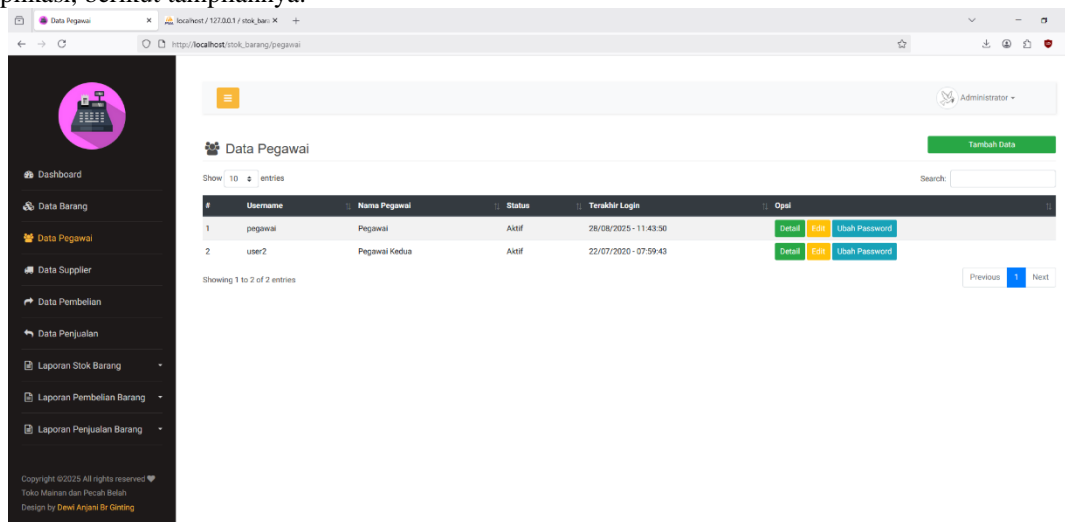 aplikasi, berikut tampilannya:
Data Pegawai
localhost / 127.0.0.1 / stok_bara
http://localhost/stok_barang/pegawai
Administrator
Data Pegawai
Tambah Data
Show 10 entries
Search:
# Username Nama Pegawai Status Terakhir Login Opsi
1 pegawai Pegawai Aktif 28/08/2025 - 11:43:50 Detail Edit Ubah Password
2 user2 Pegawai Kedua Aktif 22/07/2020 - 07:59:43 Detail Edit Ubah Password
Showing 1 to 2 of 2 entries
Previous 1 Next
Dashboard
Data Barang
Data Pegawai
Data Supplier
Data Pembelian
Data Penjualan
Laporan Stok Barang
Laporan Pembelian Barang
Laporan Penjualan Barang
Copyright ©2025 All rights reserved
Toko Mainan dan Pecah Belah
Design by Dewi Anjani Br Ginting